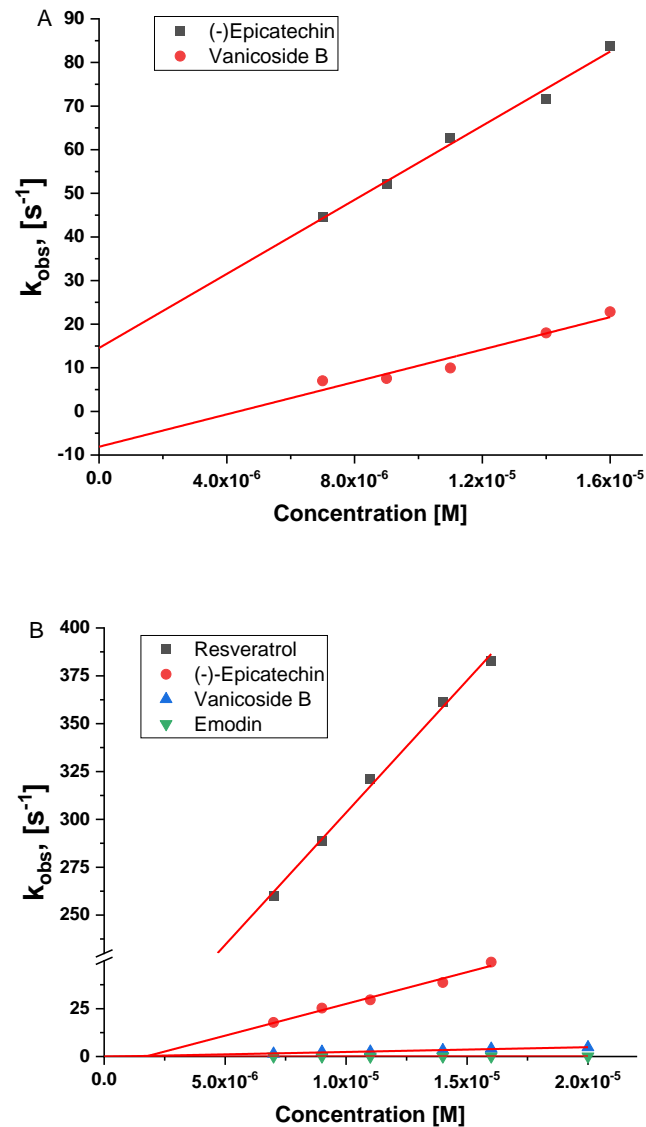 A
(-)Epicatechin
Vanicoside B
90
80
70
60
50
40
30
20
10
0
-10
k_obs, [s⁻¹]
0.0 4.0x10⁻⁶ 8.0x10⁻⁶ 1.2x10⁻⁵ 1.6x10⁻⁵
Concentration [M]
B
Resveratrol
(-)-Epicatechin
Vanicoside B
Emodin
400
375
350
325
300
275
250
25
0
k_obs, [s⁻¹]
0.0 5.0x10⁻⁶ 1.0x10⁻⁵ 1.5x10⁻⁵ 2.0x10⁻⁵
Concentration [M]